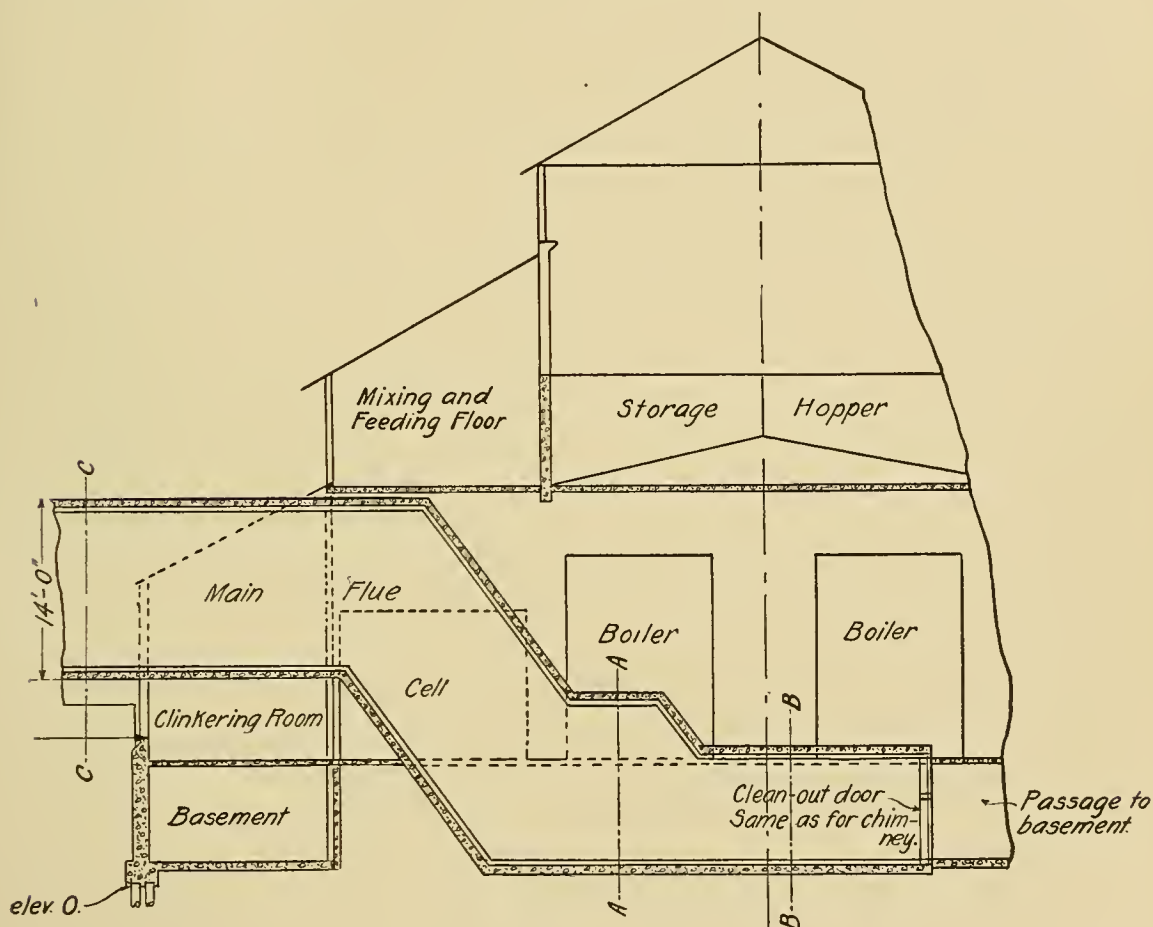 Mixing and
Feeding Floor
Storage Hopper
C
14'-0"
Main Flue
Boiler
Boiler
A
Cell
B
Clinkering Room
C
Clean-out door
Same as for chim-
ney.
Passage to
basement.
Basement
elev. 0.
A
B